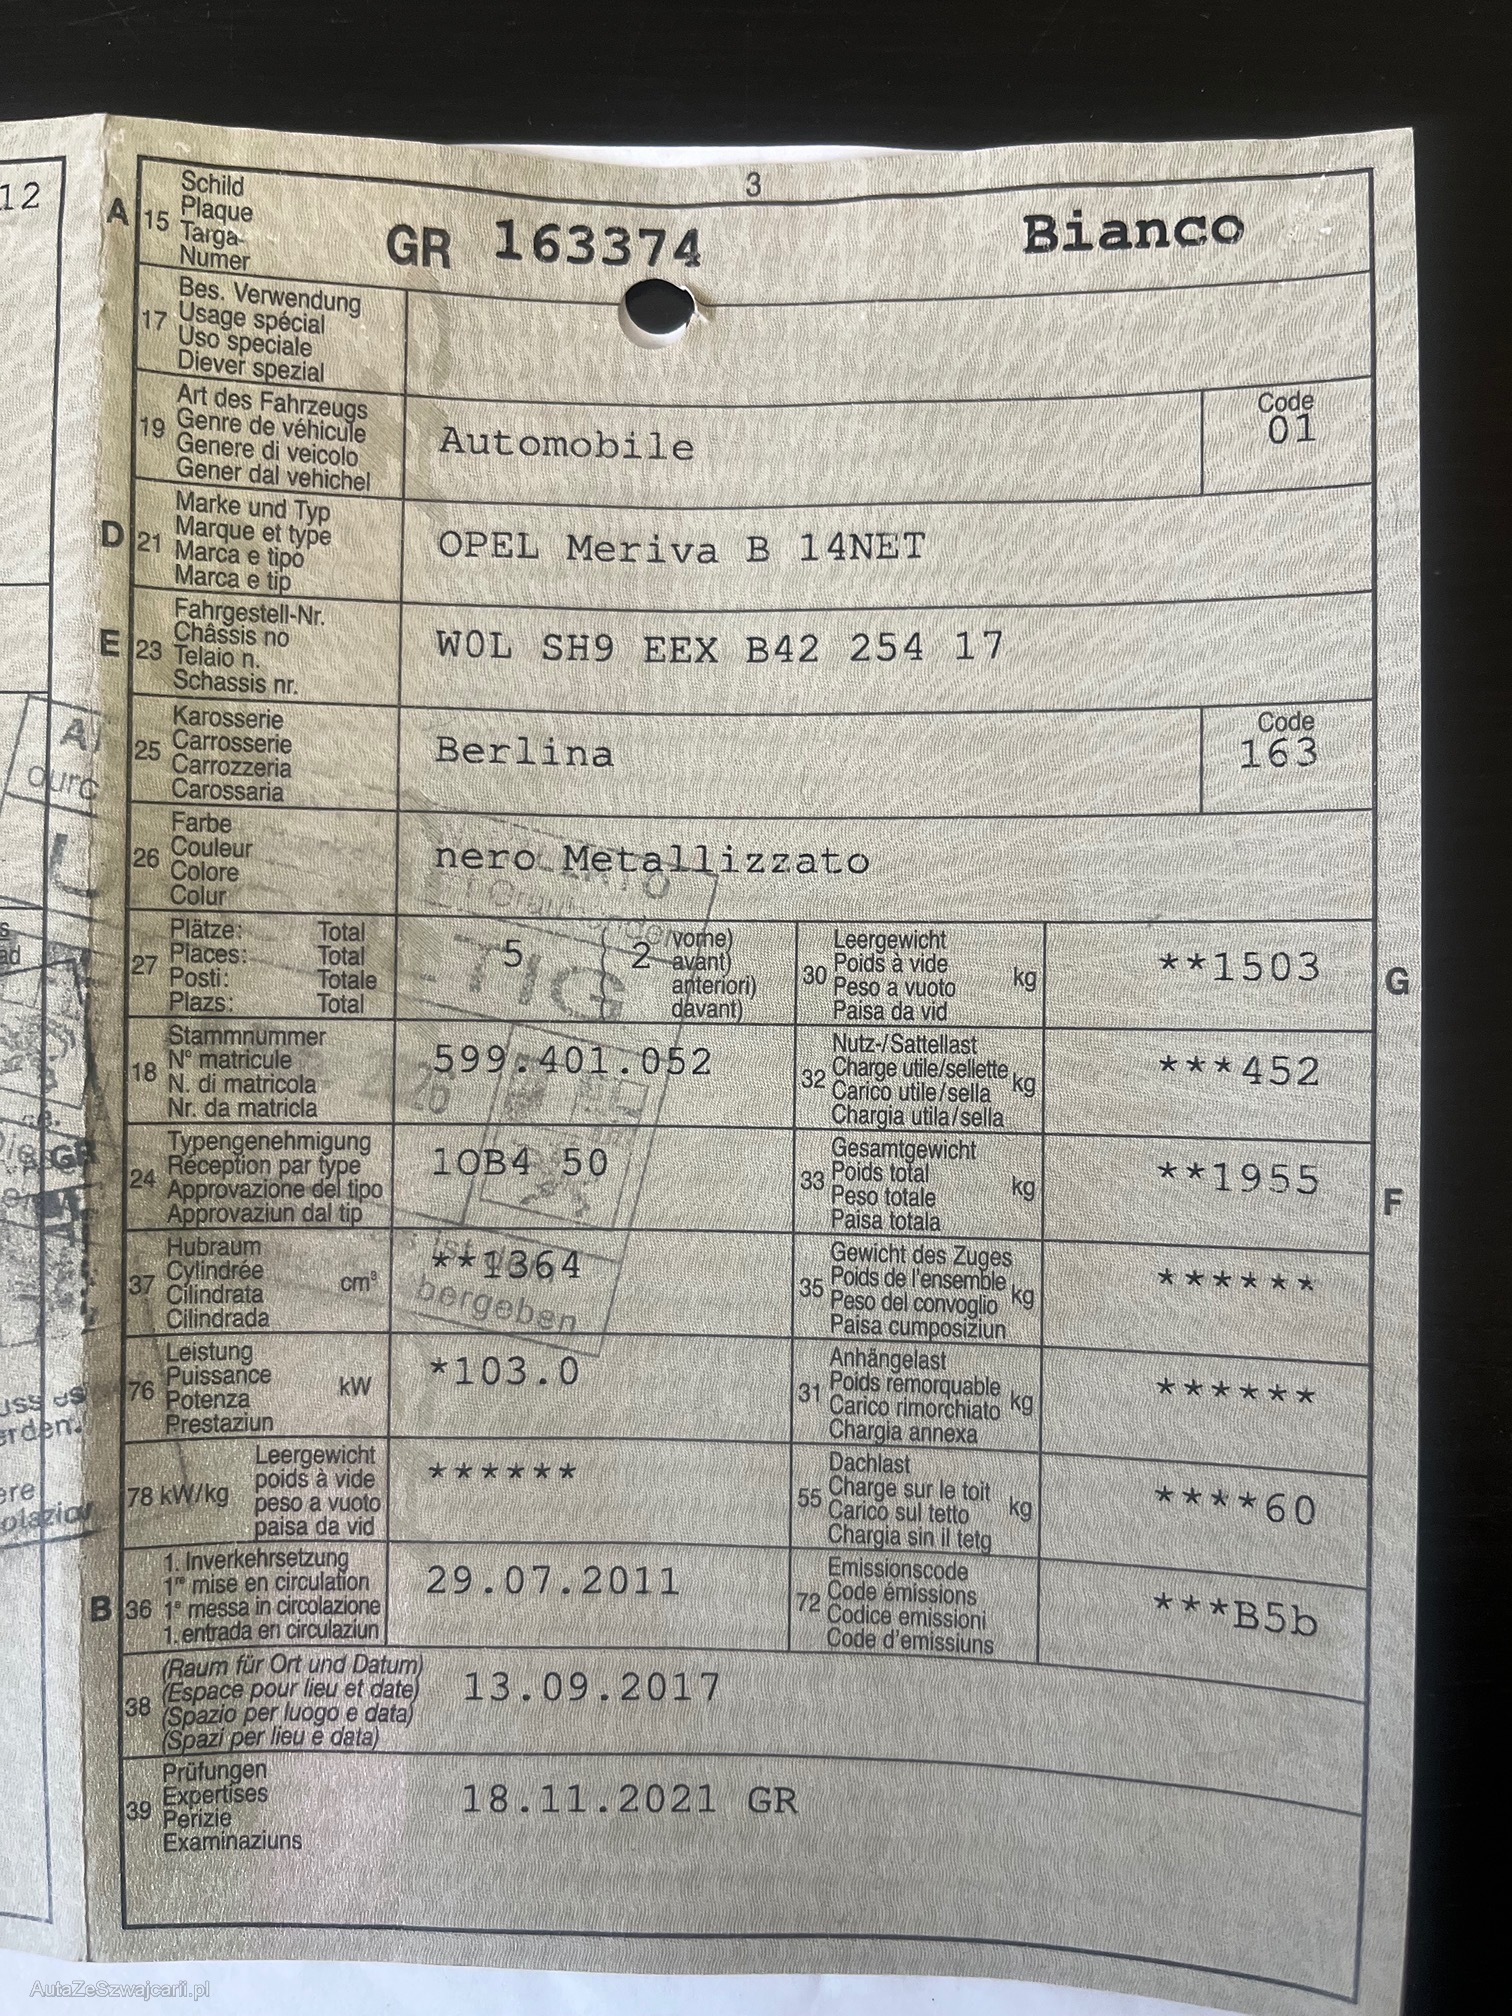 12
3
A
15
Schild
Plaque
Targa
Numer
GR 163374
Bianco
17
Bes. Verwendung
Usage spécial
Uso speciale
Diever spezial
19
Art des Fahrzeugs
Genre de véhicule
Genere di veicolo
Gener dal vehichel
Automobile
Code
01
D
21
Marke und Typ
Marque et type
Marca e tipo
Marca e tip
OPEL Meriva B 14NET
E
23
Fahrgestell-Nr.
Châssis no
Telaio n.
Schassis nr.
W0L SH9 EEX B42 254 17
25
Karosserie
Carrosserie
Carrozzeria
Carossaria
Berlina
Code
163
26
Farbe
Couleur
Colore
Colur
nero Metallizzato
27
Plätze: Total
Places: Total
Posti: Totale
Plazs: Total
5 ( 2
vorne)
avant)
anteriori)
davant)
30
Leergewicht
Poids à vide
Peso a vuoto
Paisa da vid
kg
**1503
G
18
Stammnummer
N° matricule
N. di matricola
Nr. da matricla
599.401.052
32
Nutz-/Sattellast
Charge utile/sellette
Carico utile/sella
Chargia utila/sella
kg
***452
24
Typengenehmigung
Réception par type
Approvazione del tipo
Approvaziun dal tip
1OB4 50
33
Gesamtgewicht
Poids total
Peso totale
Paisa totala
kg
**1955
F
37
Hubraum
Cylindrée
Cilindrata
Cilindrada
cm³
**1364
bergeben
35
Gewicht des Zuges
Poids de l'ensemble
Peso del convoglio
Paisa cumposiziun
kg
******
76
Leistung
Puissance
Potenza
Prestaziun
kW
*103.0
31
Anhängelast
Poids remorquable
Carico rimorchiato
Chargia annexa
kg
******
78 kW/kg
Leergewicht
poids à vide
peso a vuoto
paisa da vid
******
55
Dachlast
Charge sur le toit
Carico sul tetto
Chargia sin il tetg
kg
****60
B
36
1. Inverkehrsetzung
1re mise en circulation
1a messa in circolazione
1. entrada en circulaziun
29.07.2011
72
Emissionscode
Code émissions
Codice emissioni
Code d'emissiuns
***B5b
38
(Raum für Ort und Datum)
(Espace pour lieu et date)
(Spazio per luogo e data)
(Spazi per lieu e data)
13.09.2017
39
Prüfungen
Expertises
Perizie
Examinaziuns
18.11.2021 GR
AutaZeSzwajcarii.pl